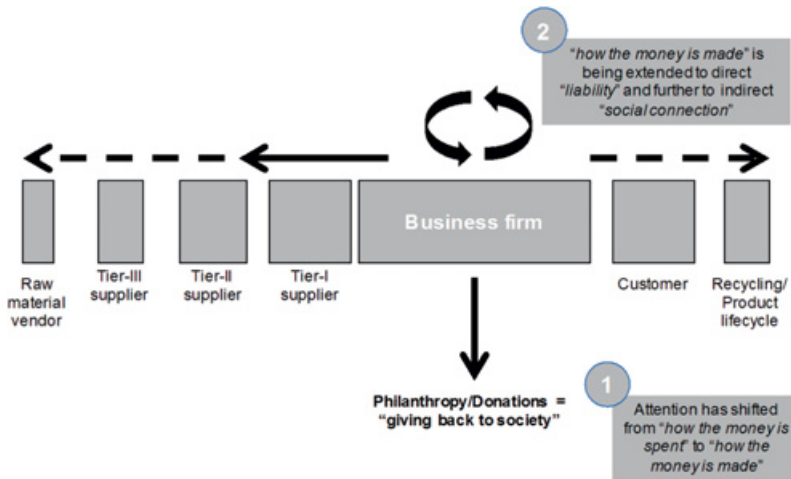 2
"how the money is made" is
being extended to direct
"liability" and further to indirect
"social connection"
Business firm
Raw
material
vendor
Tier-III
supplier
Tier-II
supplier
Tier-I
supplier
Customer
Recycling/
Product
lifecycle
Philanthropy/Donations =
"giving back to society"
1
Attention has shifted
from "how the money is
spent" to "how the
money is made"